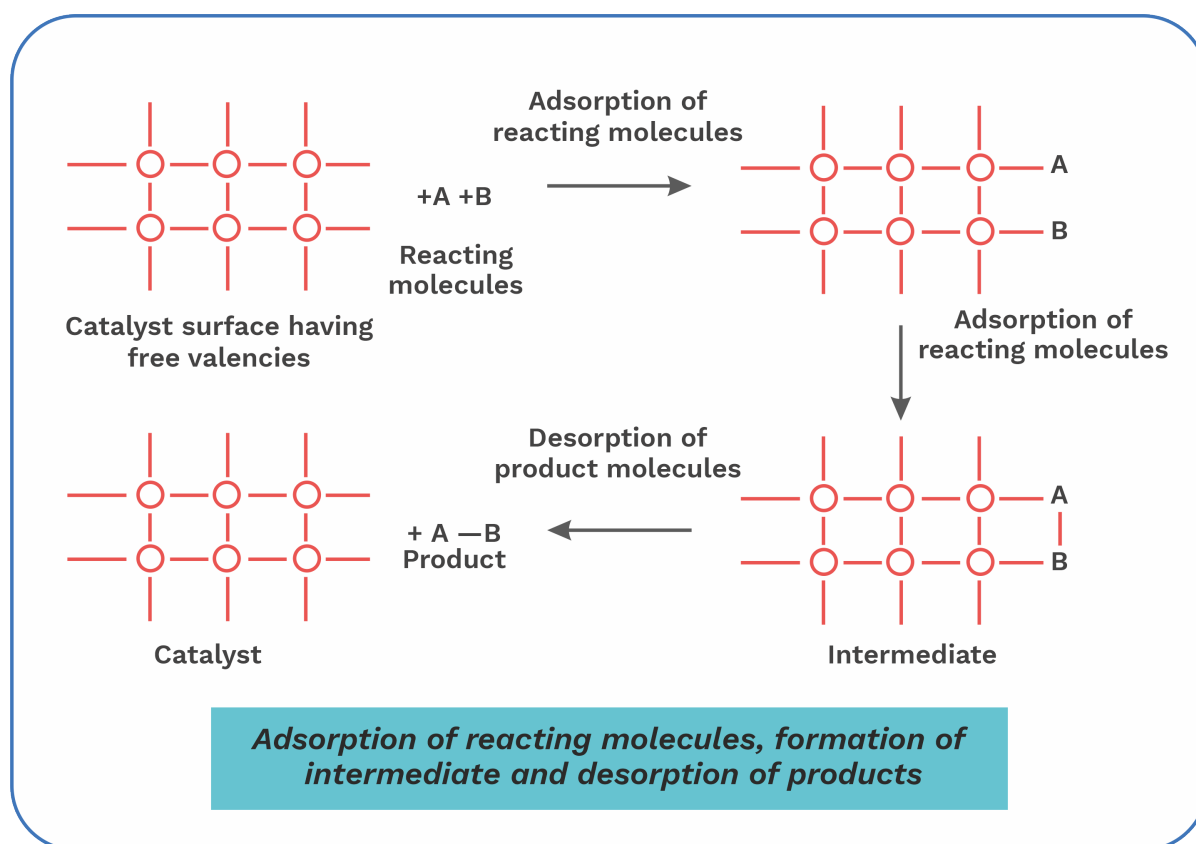 Adsorption of
reacting molecules
+A +B
Reacting
molecules
A
B
Catalyst surface having
free valencies
Adsorption of
reacting molecules
Desorption of
product molecules
+ A —B
Product
A
B
Catalyst
Intermediate
Adsorption of reacting molecules, formation of
intermediate and desorption of products